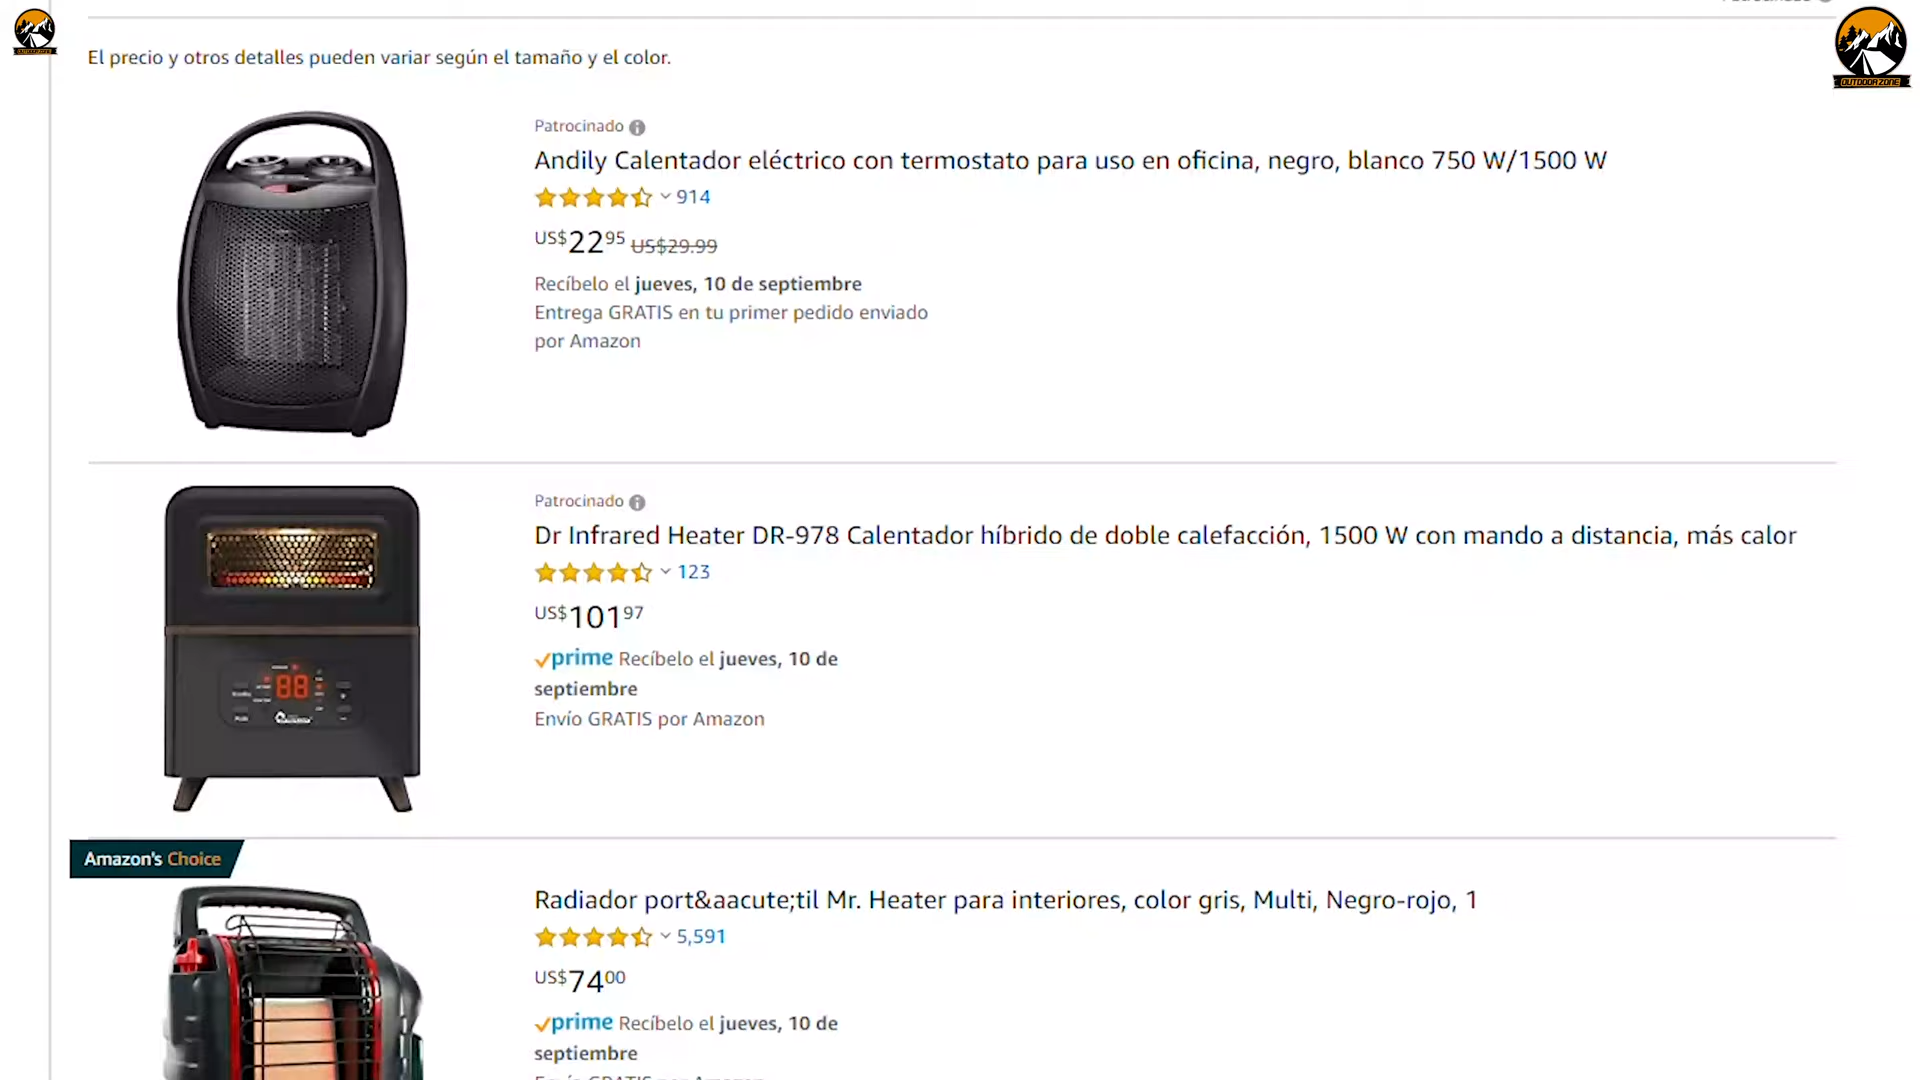 OUTDOORZONE
El precio y otros detalles pueden variar según el tamaño y el color.
Patrocinado
Andily Calentador eléctrico con termostato para uso en oficina, negro, blanco 750 W/1500 W
914
US$2295 US$29.99
Recíbelo el jueves, 10 de septiembre
Entrega GRATIS en tu primer pedido enviado
por Amazon
Patrocinado
Dr Infrared Heater DR-978 Calentador híbrido de doble calefacción, 1500 W con mando a distancia, más calor
123
US$10197
prime Recíbelo el jueves, 10 de
septiembre
Envío GRATIS por Amazon
88
Amazon's Choice
Radiador port&aacute;til Mr. Heater para interiores, color gris, Multi, Negro-rojo, 1
5,591
US$7400
prime Recíbelo el jueves, 10 de
septiembre